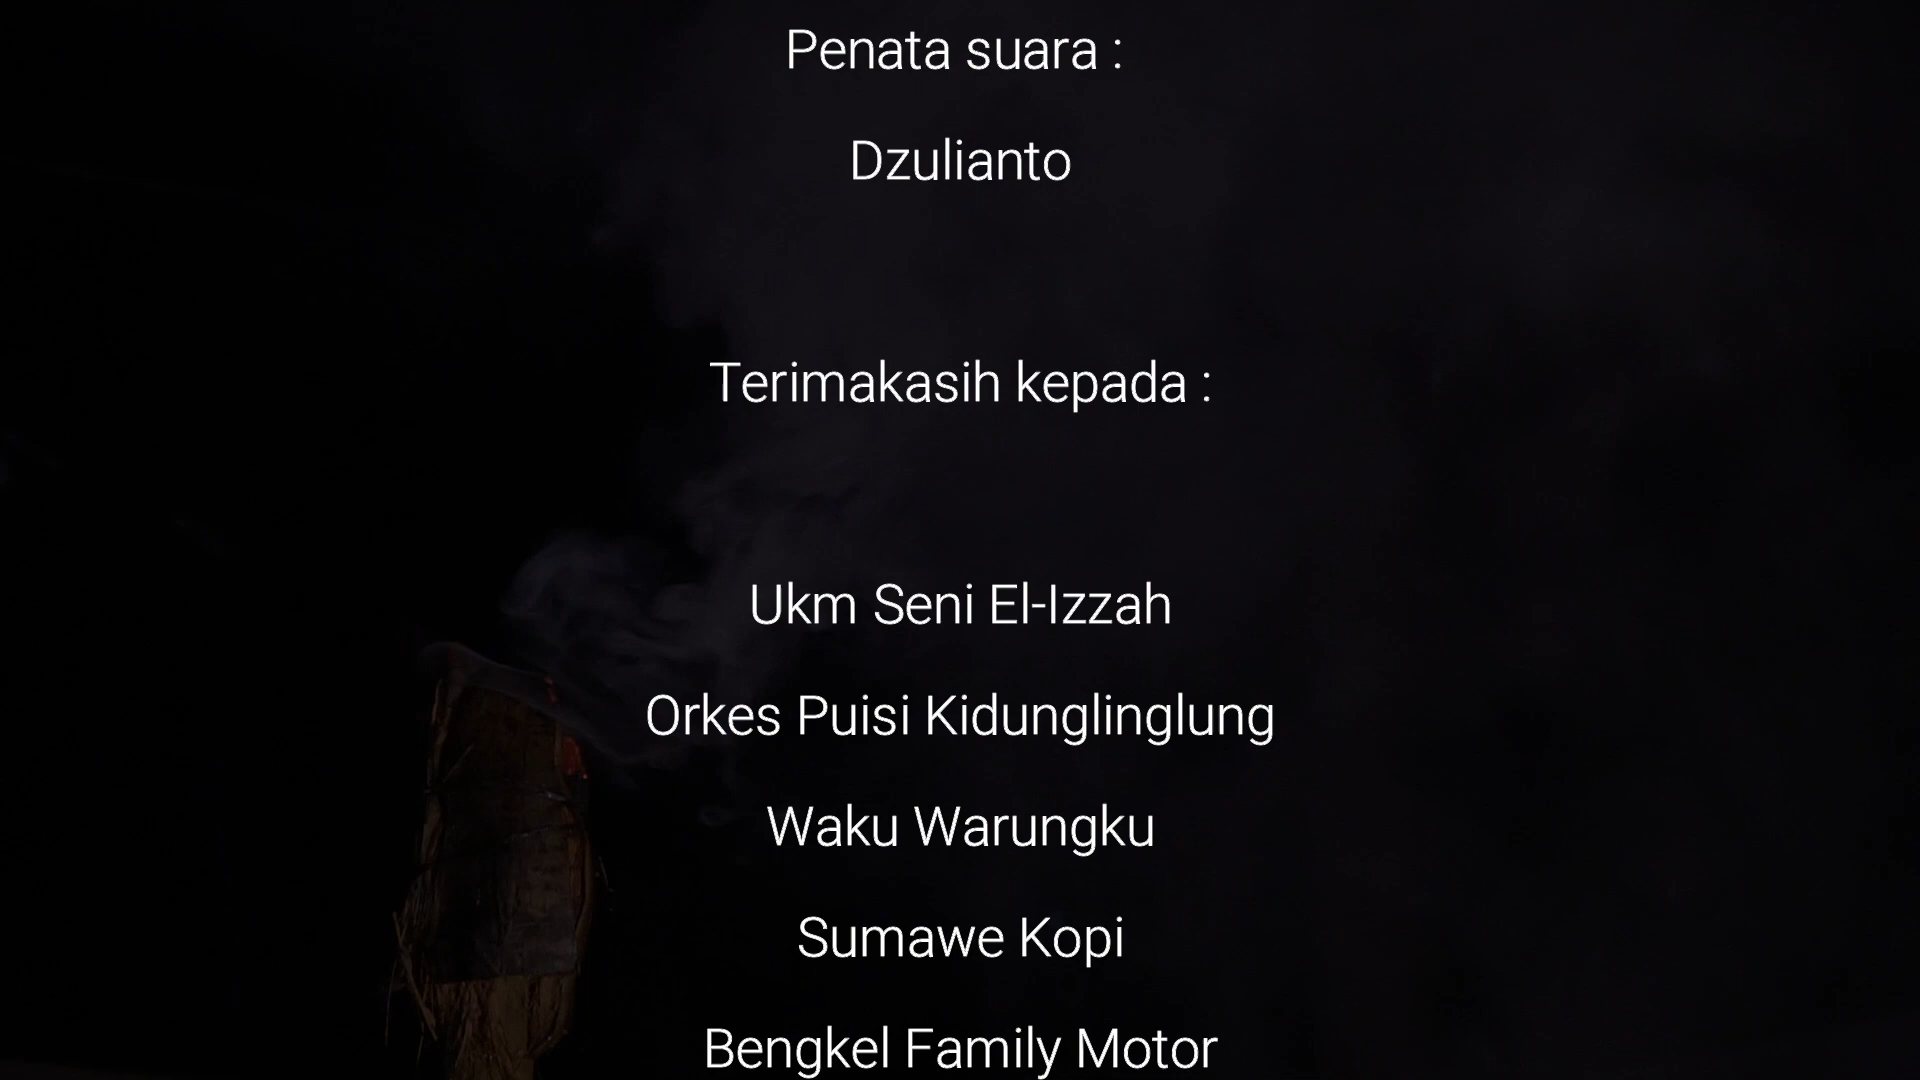 Penata suara :
Dzulianto
Terimakasih kepada :
Ukm Seni El-Izzah
Orkes Puisi Kidunglinglung
Waku Warungku
Sumawe Kopi
Bengkel Family Motor